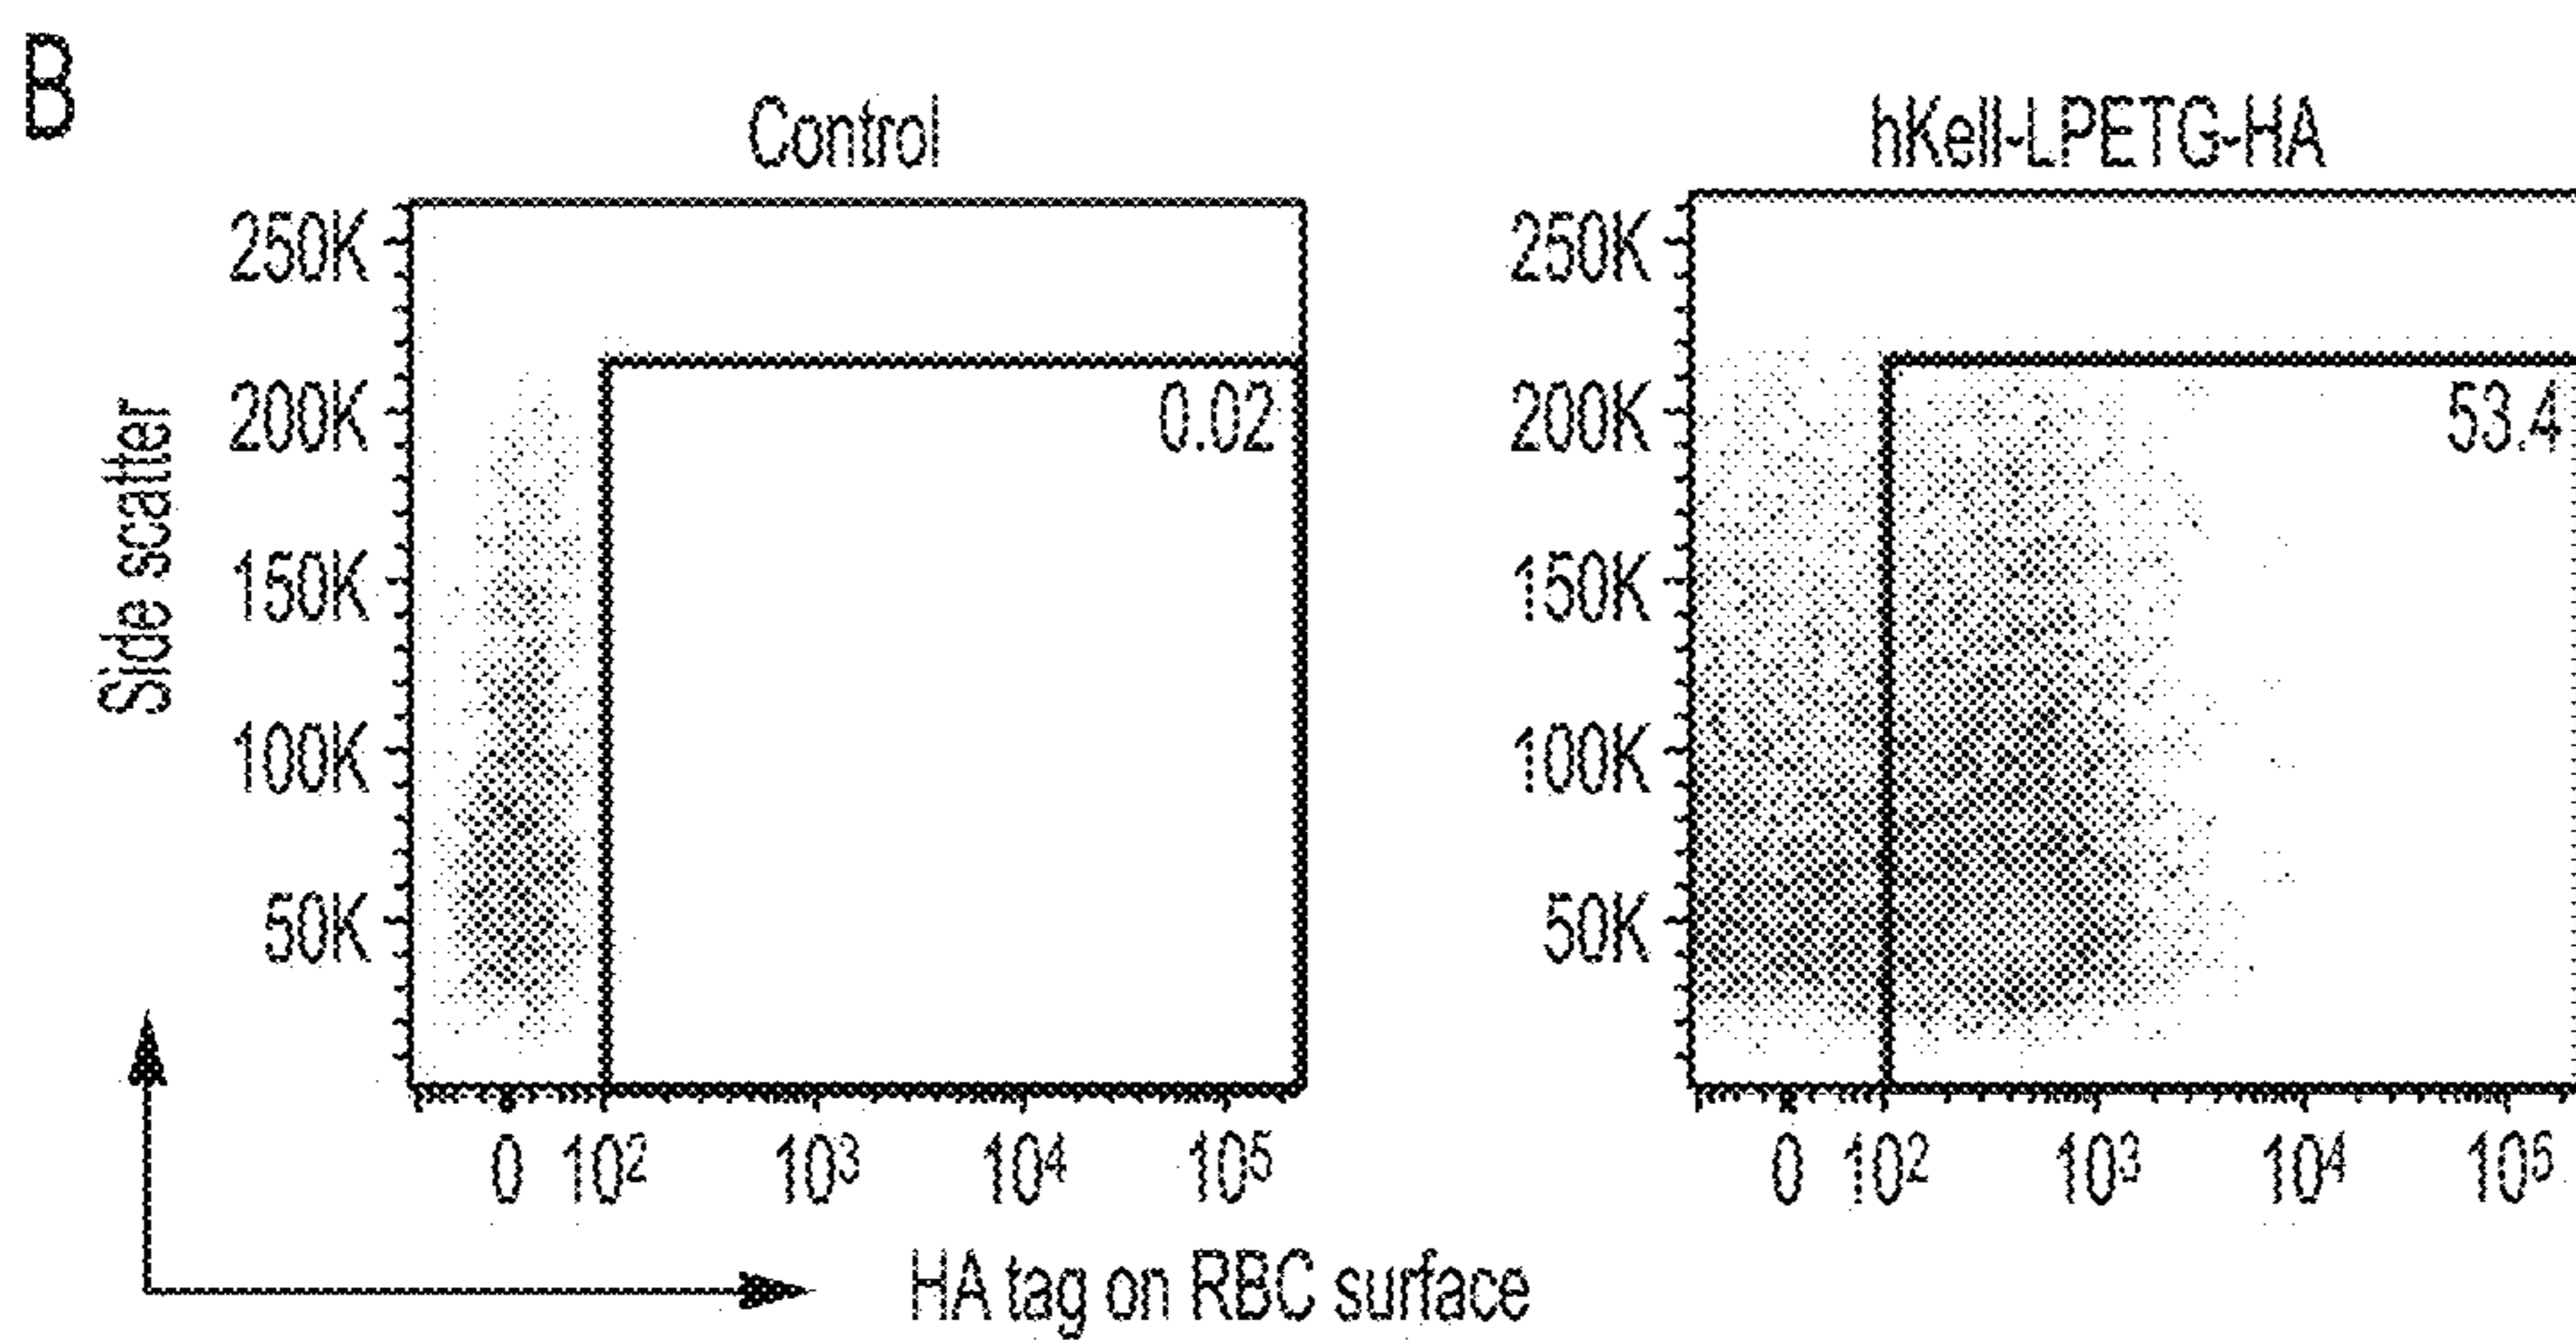 B
Control
250K
200K
150K
100K
50K
0.02
0 10² 10³ 10⁴ 10⁵
hKell-LPETG-HA
250K
200K
150K
100K
50K
53.4
0 10² 10³ 10⁴ 10⁵
Side scatter
HA tag on RBC surface